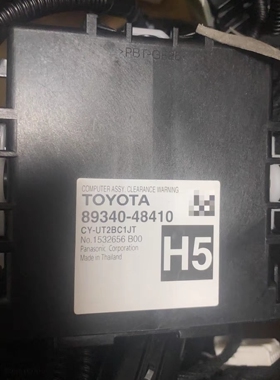 COMPUTER ASSY, CLEARANCE WARNING
TOYOTA
89340-48410
CY-UT2BC1JT
No.1532656 B00
Panasonic Corporation
Made in Thailand
H5